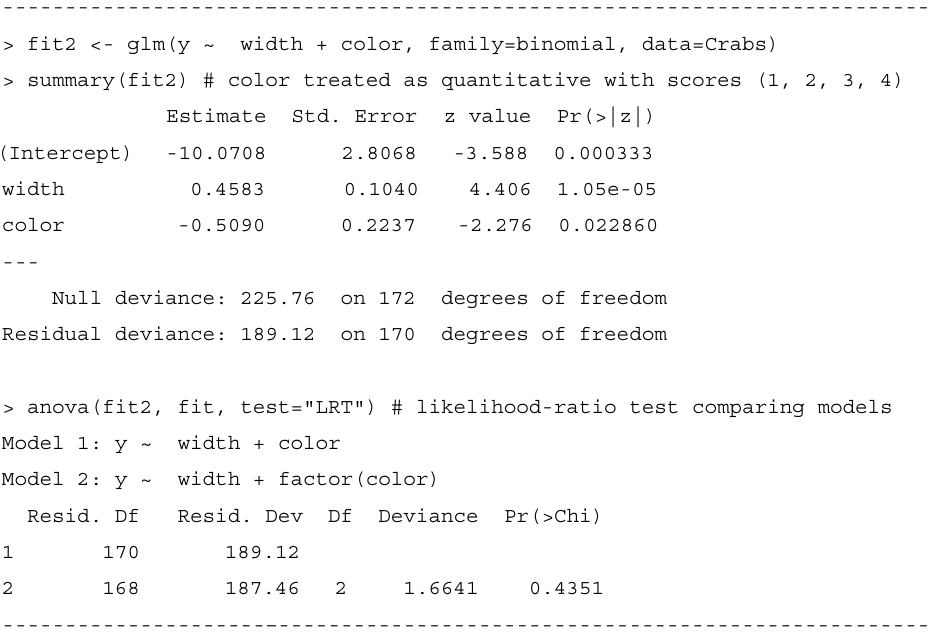 --------------------------------------------------------------------------
> fit2 <- glm(y ~  width + color, family=binomial, data=Crabs)
> summary(fit2) # color treated as quantitative with scores (1, 2, 3, 4)
             Estimate  Std. Error  z value  Pr(>|z|)
(Intercept)  -10.0708      2.8068   -3.588  0.000333
width          0.4583      0.1040    4.406  1.05e-05
color         -0.5090      0.2237   -2.276  0.022860
---
    Null deviance: 225.76  on 172  degrees of freedom
Residual deviance: 189.12  on 170  degrees of freedom
> anova(fit2, fit, test="LRT") # likelihood-ratio test comparing models
Model 1: y ~  width + color
Model 2: y ~  width + factor(color)
  Resid. Df   Resid. Dev  Df  Deviance  Pr(>Chi)
1       170       189.12
2       168       187.46   2    1.6641    0.4351
--------------------------------------------------------------------------